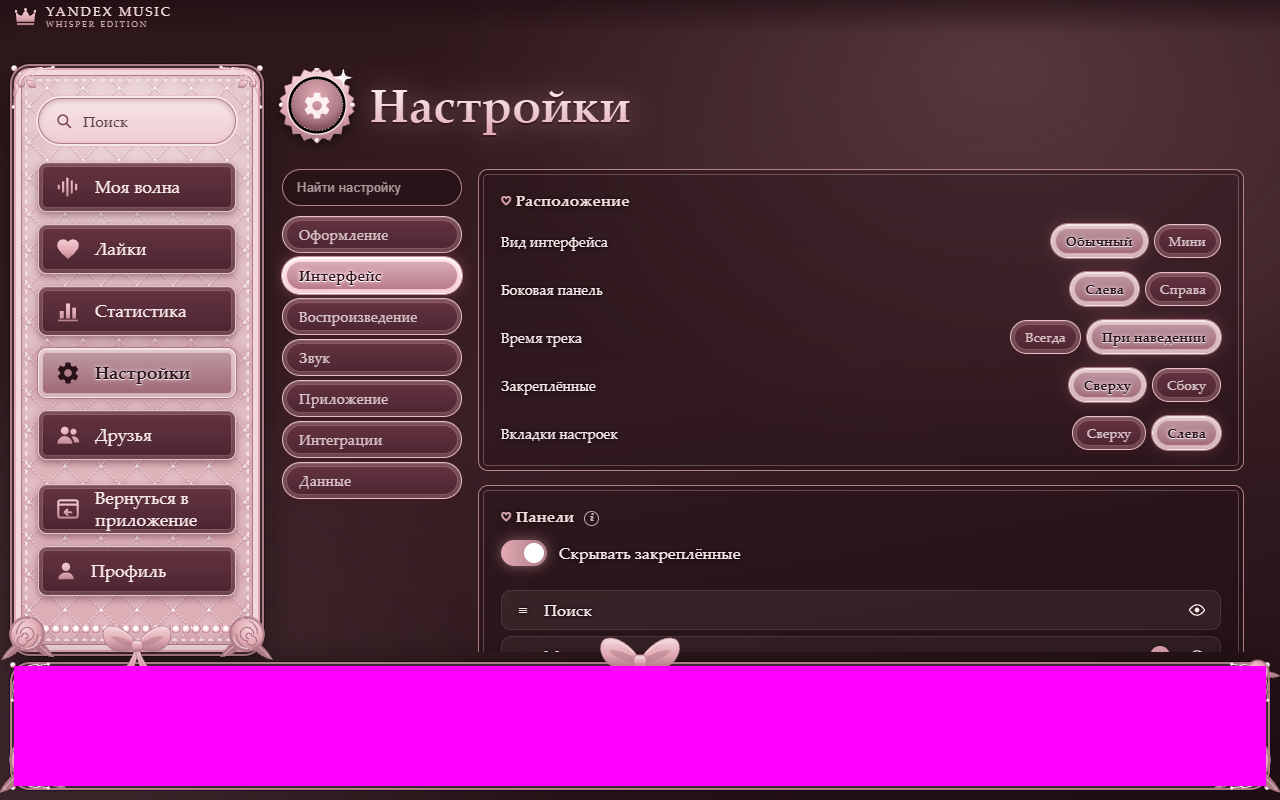 YANDEX MUSIC
WHISPER EDITION
Поиск
Моя волна
Лайки
Статистика
Настройки
Друзья
Вернуться в
приложение
Профиль
Настройки
Найти настройку
Оформление
Интерфейс
Воспроизведение
Звук
Приложение
Интеграции
Данные
Расположение
Вид интерфейса Обычный Мини
Боковая панель Слева Справа
Время трека Всегда При наведении
Закреплённые Сверху Сбоку
Вкладки настроек Сверху Слева
Панели i
Скрывать закреплённые
Поиск